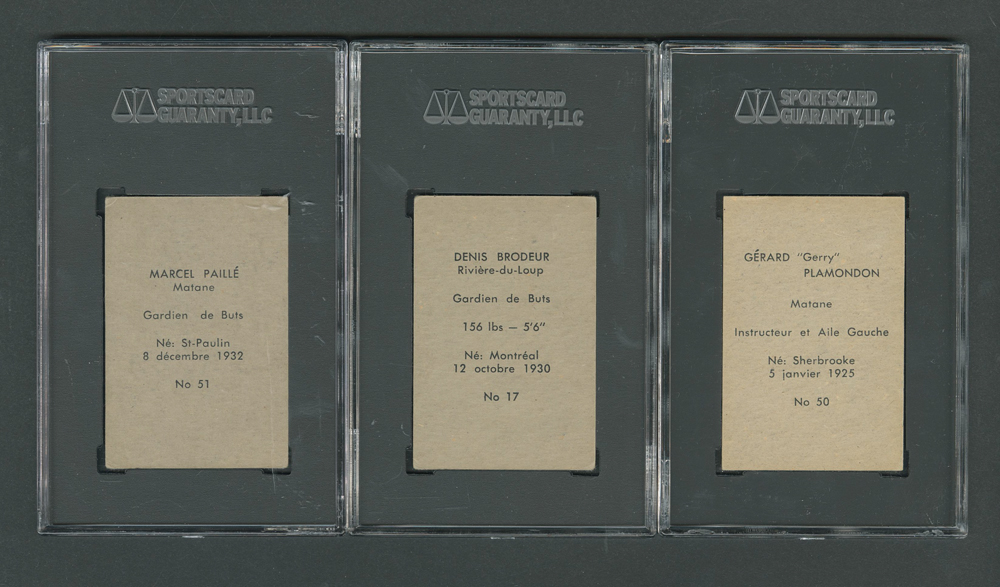 SPORTSCARD
GUARANTY, LLC
MARCEL PAILLÉ
Matane
Gardien de Buts
Né: St-Paulin
8 décembre 1932
No 51
SPORTSCARD
GUARANTY, LLC
DENIS BRODEUR
Rivière-du-Loup
Gardien de Buts
156 lbs — 5'6"
Né: Montréal
12 octobre 1930
No 17
SPORTSCARD
GUARANTY, LLC
GÉRARD "Gerry"
PLAMONDON
Matane
Instructeur et Aile Gauche
Né: Sherbrooke
5 janvier 1925
No 50